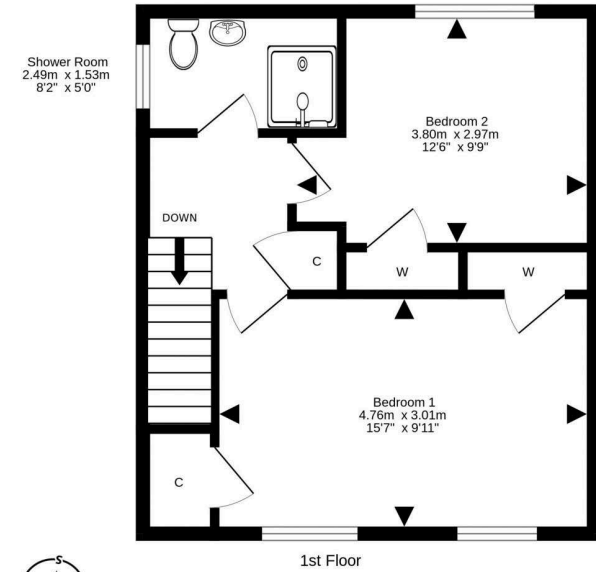 Shower Room
2.49m x 1.53m
8'2" x 5'0"
Bedroom 2
3.80m x 2.97m
12'6" x 9'9"
DOWN
C
W
W
Bedroom 1
4.76m x 3.01m
15'7" x 9'11"
C
S
1st Floor